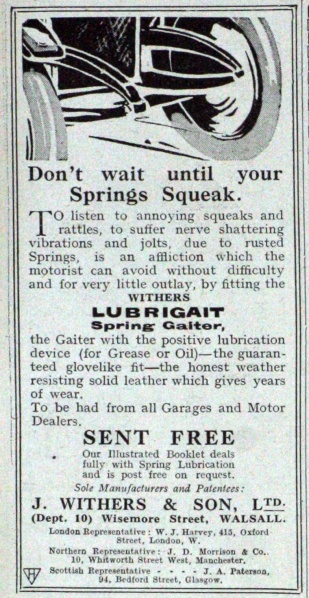 Don't wait until your
Springs Squeak.
TO listen to annoying squeaks and
rattles, to suffer nerve shattering
vibrations and jolts, due to rusted
Springs, is an affliction which the
motorist can avoid without difficulty
and for very little outlay, by fitting the
WITHERS
LUBRIGAIT
Spring Gaiter,
the Gaiter with the positive lubrication
device (for Grease or Oil)—the guaran-
teed glovelike fit—the honest weather
resisting solid leather which gives years
of wear.
To be had from all Garages and Motor
Dealers.
SENT FREE
Our Illustrated Booklet deals
fully with Spring Lubrication
and is post free on request.
Sole Manufacturers and Patentees:
J. WITHERS & SON, LTD.
(Dept. 10) Wisemore Street, WALSALL.
London Representative: W. J. Harvey, 415, Oxford
Street, London, W.
Northern Representative: J. D. Morrison & Co.,
10, Whitworth Street West, Manchester.
Scottish Representative - - - - J. A. Paterson,
94, Bedford Street, Glasgow.